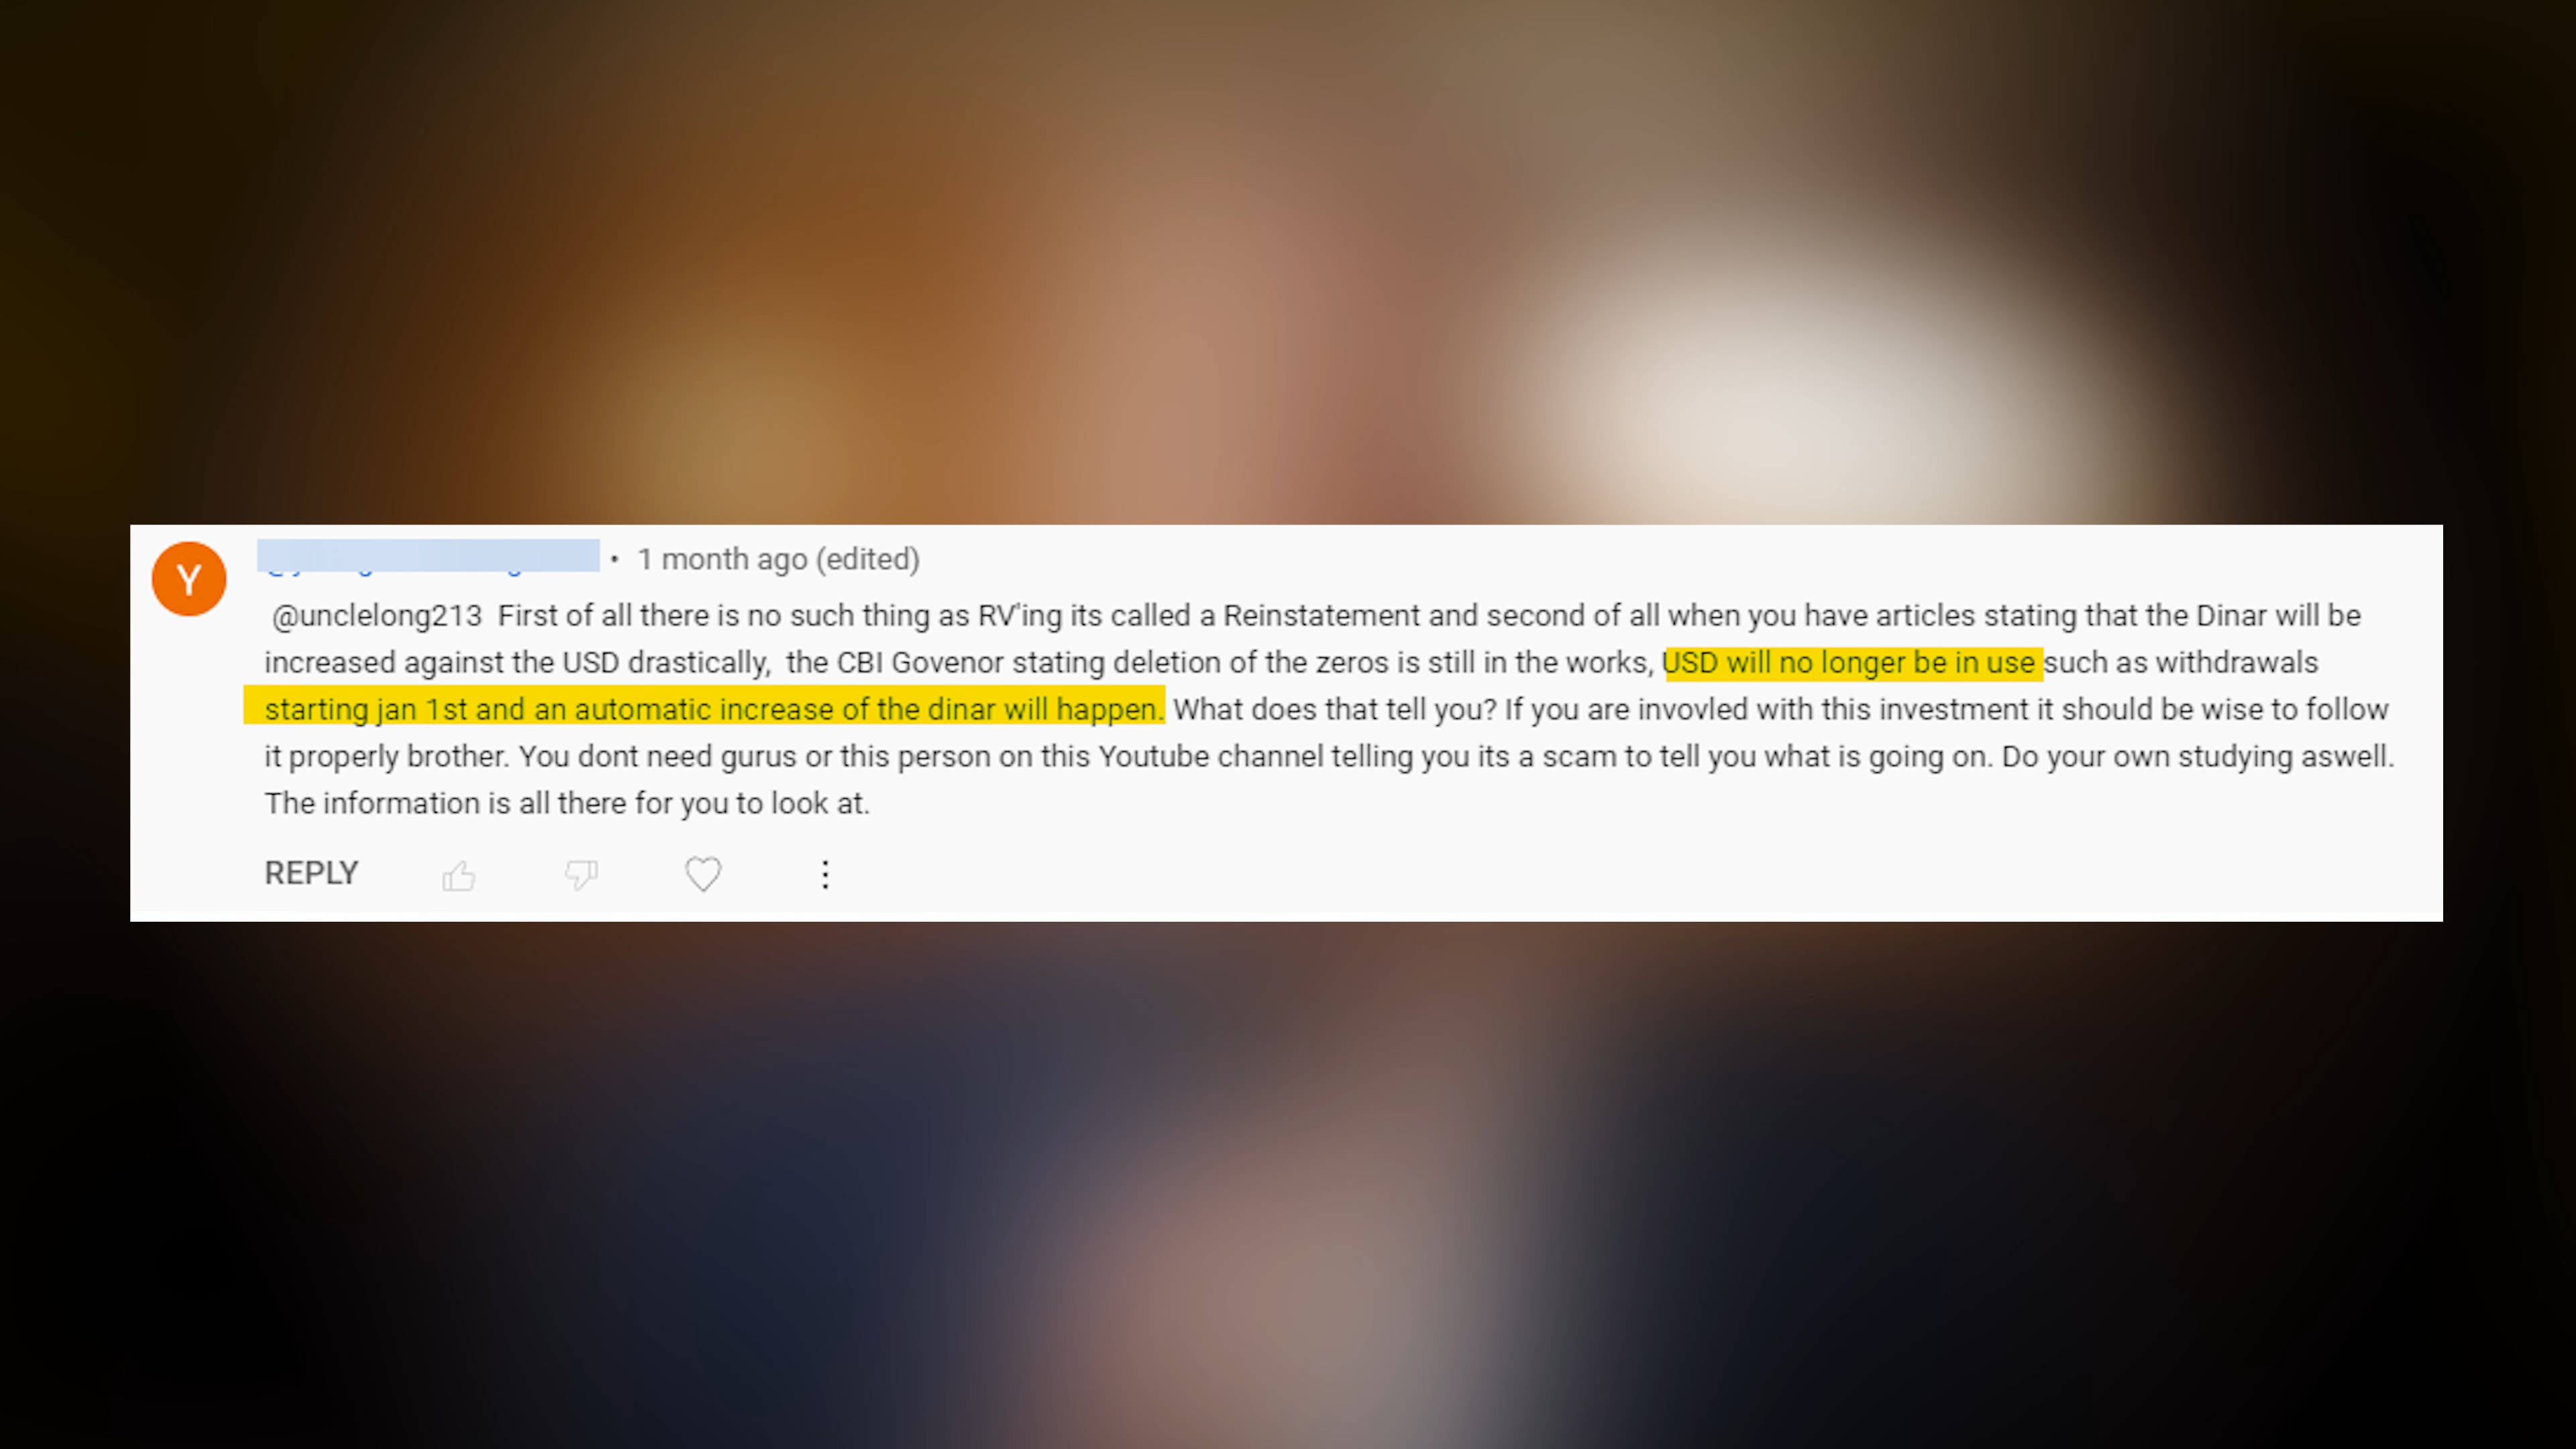 Y
• 1 month ago (edited)
@unclelong213 First of all there is no such thing as RV'ing its called a Reinstatement and second of all when you have articles stating that the Dinar will be
increased against the USD drastically, the CBI Govenor stating deletion of the zeros is still in the works, USD will no longer be in use such as withdrawals
starting jan 1st and an automatic increase of the dinar will happen. What does that tell you? If you are invovled with this investment it should be wise to follow
it properly brother. You dont need gurus or this person on this Youtube channel telling you its a scam to tell you what is going on. Do your own studying aswell.
The information is all there for you to look at.
REPLY